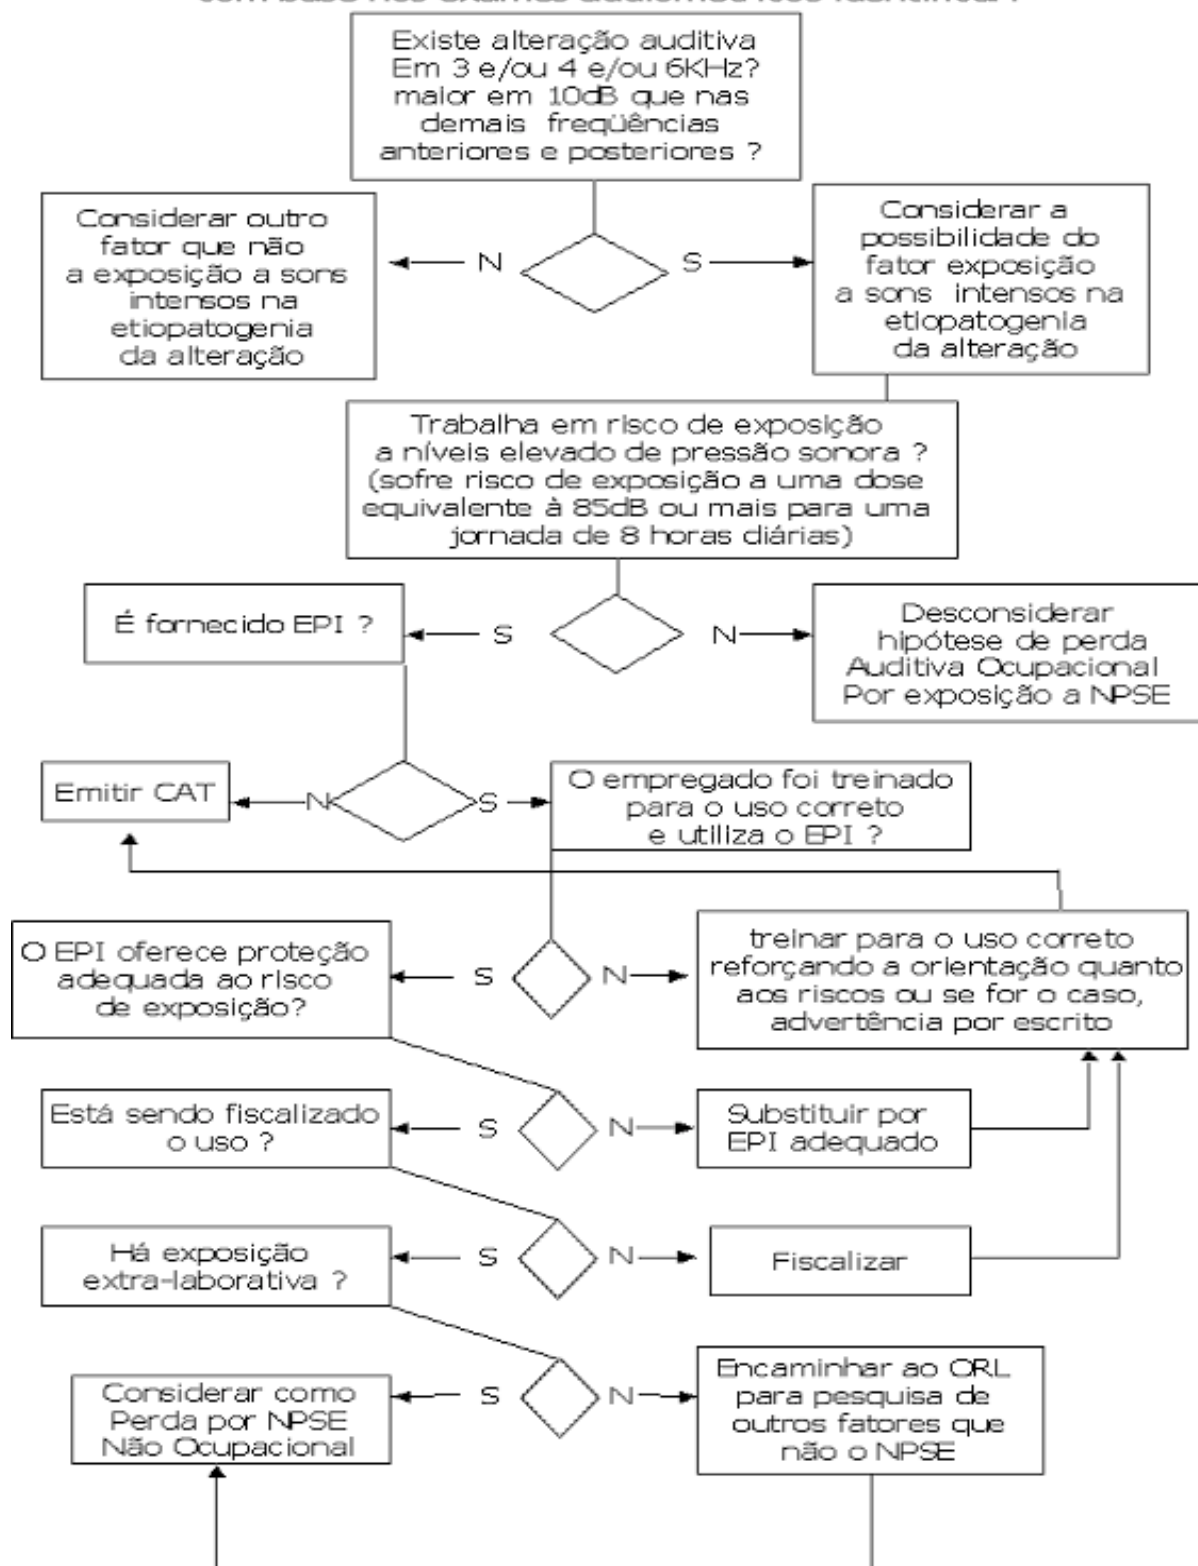 Existe alteração auditiva
Em 3 e/ou 4 e/ou 6KHz?
maior em 10dB que nas
demais freqüências
anteriores e posteriores ?
Considerar outro
fator que não
a exposição a sons
intensos na
etiopatogenia
da alteração
N
S
Considerar a
possibilidade do
fator exposição
a sons intensos na
etiopatogenia
da alteração
Trabalha em risco de exposição
a níveis elevado de pressão sonora ?
(sofre risco de exposição a uma dose
equivalente à 85dB ou mais para uma
jornada de 8 horas diárias)
É fornecido EPI ?
S
N
Desconsiderar
hipótese de perda
Auditiva Ocupacional
Por exposição a NPSE
Emitir CAT
N
S
O empregado foi treinado
para o uso correto
e utiliza o EPI ?
O EPI oferece proteção
adequada ao risco
de exposição?
S
N
treinar para o uso correto
reforçando a orientação quanto
aos riscos ou se for o caso,
advertência por escrito
Está sendo fiscalizado
o uso ?
S
N
Substituir por
EPI adequado
Há exposição
extra-laborativa ?
S
N
Fiscalizar
Considerar como
Perda por NPSE
Não Ocupacional
S
N
Encaminhar ao ORL
para pesquisa de
outros fatores que
não o NPSE